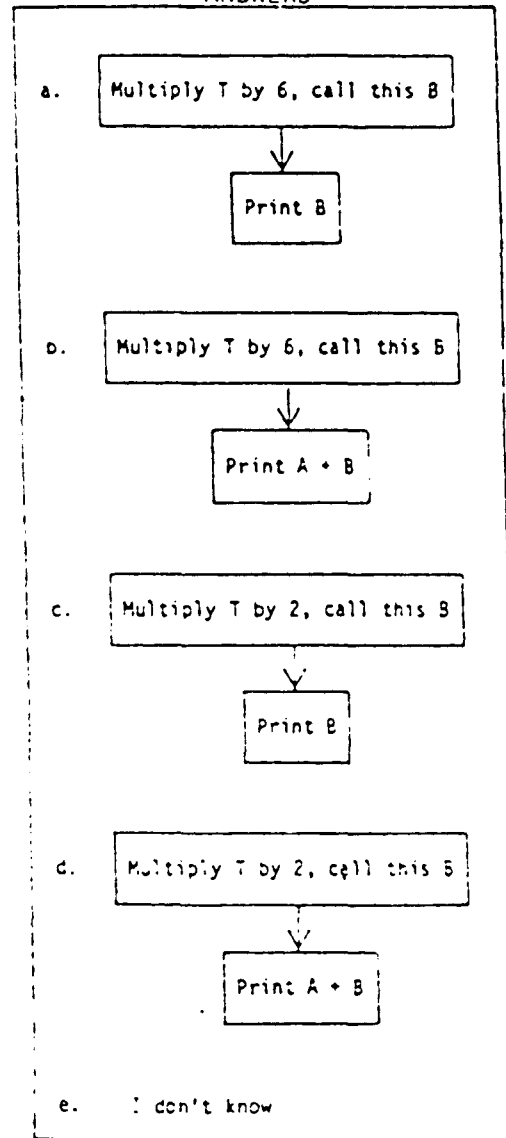 ANSWERS
a. Multiply T by 6, call this B
Print B
b. Multiply T by 6, call this B
Print A + B
c. Multiply T by 2, call this B
Print B
d. Multiply T by 2, call this B
Print A + B
e. I don't know